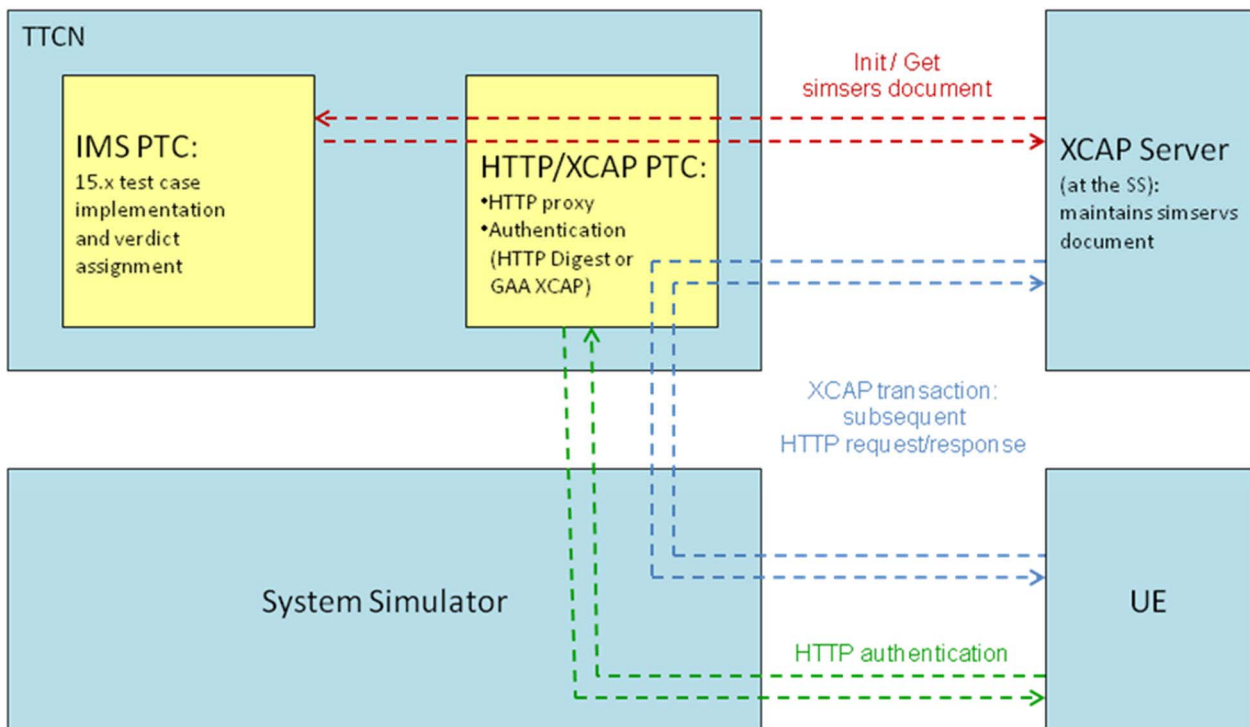 TTCN
IMS PTC:
15.x test case
implementation
and verdict
assignment
HTTP/XCAP PTC:
•HTTP proxy
•Authentication
(HTTP Digest or
GAA XCAP)
Init / Get
simsers document
XCAP Server
(at the SS):
maintains simservs
document
XCAP transaction:
subsequent
HTTP request/response
System Simulator
UE
HTTP authentication